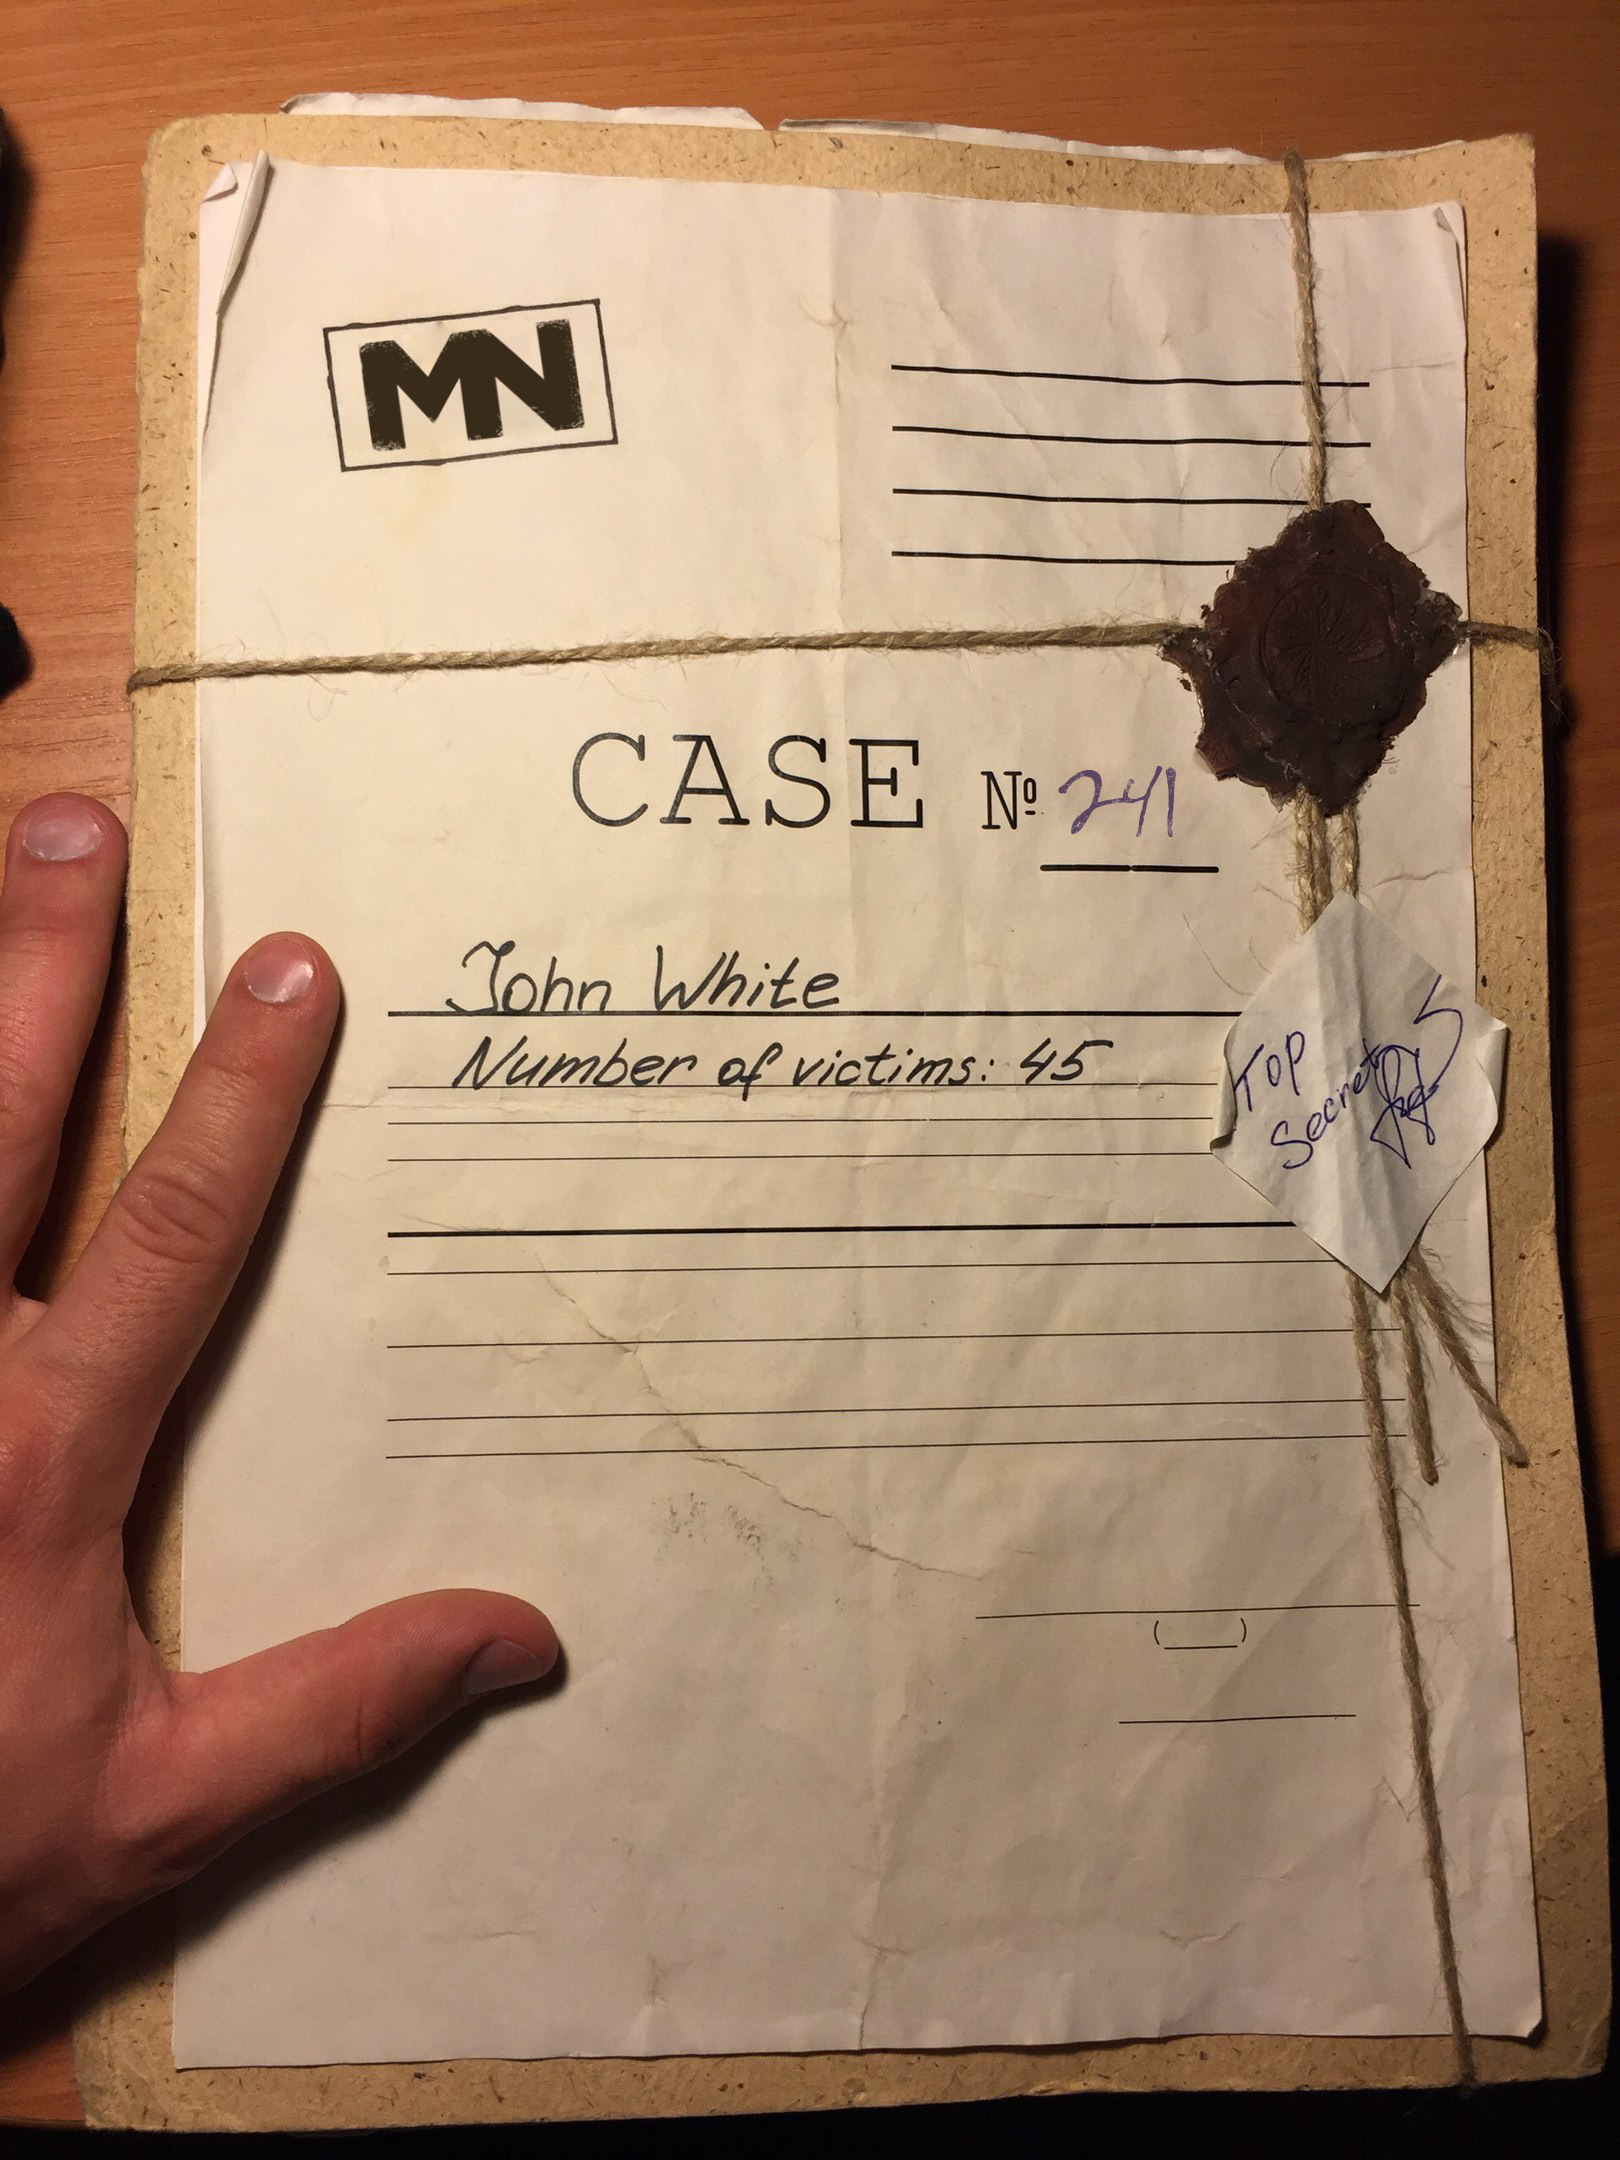 MN
CASE № 241
John White
Number of victims: 45
Top
Secret